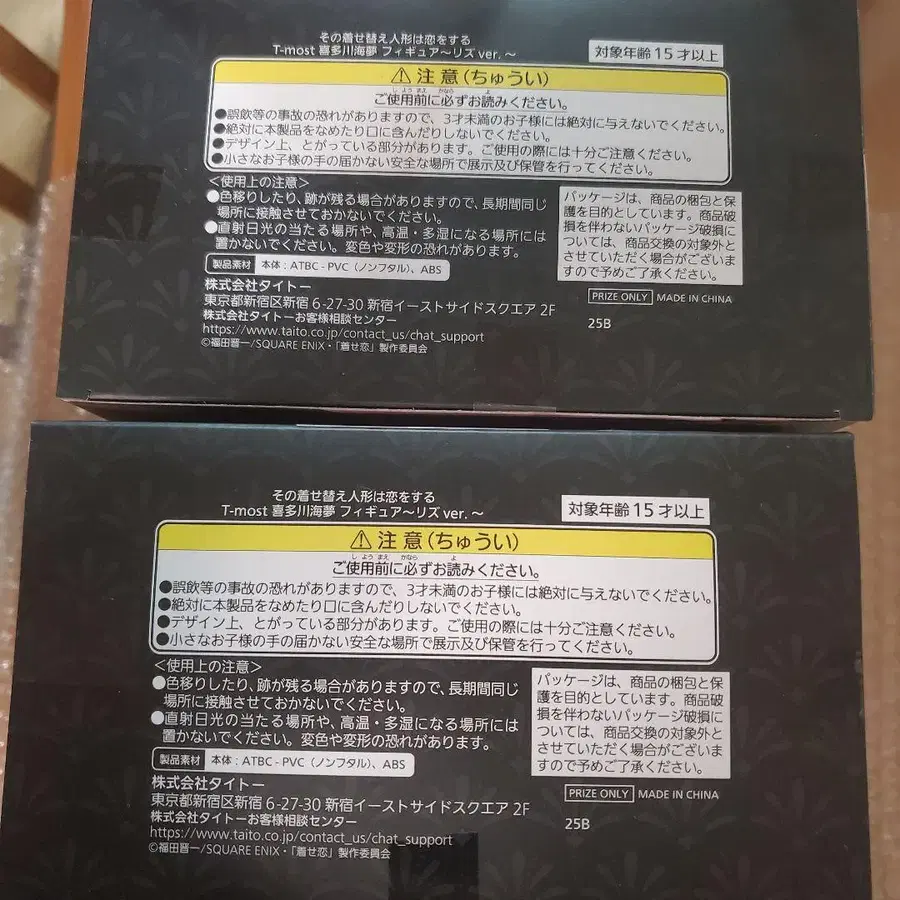 その着せ替え人形は恋をする
T-most 喜多川海夢 フィギュア～リズ ver.～
対象年齢 15才以上
⚠注意(ちゅうい)
し よう まえ かなら よ
ご使用前に必ずお読みください。
●誤飲等の事故の恐れがありますので、3才未満のお子様には絶対に与えないでください。
●絶対に本製品をなめたり口に含んだりしないでください。
●デザイン上、とがっている部分があります。ご使用の際には十分ご注意ください。
●小さなお子様の手の届かない安全な場所で展示及び保管を行ってください。
＜使用上の注意＞
●色移りしたり、跡が残る場合がありますので、長期間同じ
場所に接触させておかないでください。
●直射日光の当たる場所や、高温・多湿になる場所には
置かないでください。変色や変形の恐れがあります。
製品素材 本体：ATBC-PVC（ノンフタル）、ABS
株式会社タイトー
東京都新宿区新宿 6-27-30 新宿イーストサイドスクエア 2F
株式会社タイトーお客様相談センター
https://www.taito.co.jp/contact_us/chat_support
©福田晋一/SQUARE ENIX・「着せ恋」製作委員会
パッケージは、商品の梱包と保
護を目的としています。商品破
損を伴わないパッケージ破損に
ついては、商品交換の対象外と
させていただく場合がございま
すので予めご了承ください。
PRIZE ONLY MADE IN CHINA
25B
その着せ替え人形は恋をする
T-most 喜多川海夢 フィギュア～リズ ver.～
対象年齢 15才以上
⚠注意(ちゅうい)
し よう まえ かなら よ
ご使用前に必ずお読みください。
●誤飲等の事故の恐れがありますので、3才未満のお子様には絶対に与えないでください。
●絶対に本製品をなめたり口に含んだりしないでください。
●デザイン上、とがっている部分があります。ご使用の際には十分ご注意ください。
●小さなお子様の手の届かない安全な場所で展示及び保管を行ってください。
＜使用上の注意＞
●色移りしたり、跡が残る場合がありますので、長期間同じ
場所に接触させておかないでください。
●直射日光の当たる場所や、高温・多湿になる場所には
置かないでください。変色や変形の恐れがあります。
製品素材 本体：ATBC-PVC（ノンフタル）、ABS
株式会社タイトー
東京都新宿区新宿 6-27-30 新宿イーストサイドスクエア 2F
株式会社タイトーお客様相談センター
https://www.taito.co.jp/contact_us/chat_support
©福田晋一/SQUARE ENIX・「着せ恋」製作委員会
パッケージは、商品の梱包と保
護を目的としています。商品破
損を伴わないパッケージ破損に
ついては、商品交換の対象外と
させていただく場合がございま
すので予めご了承ください。
PRIZE ONLY MADE IN CHINA
25B